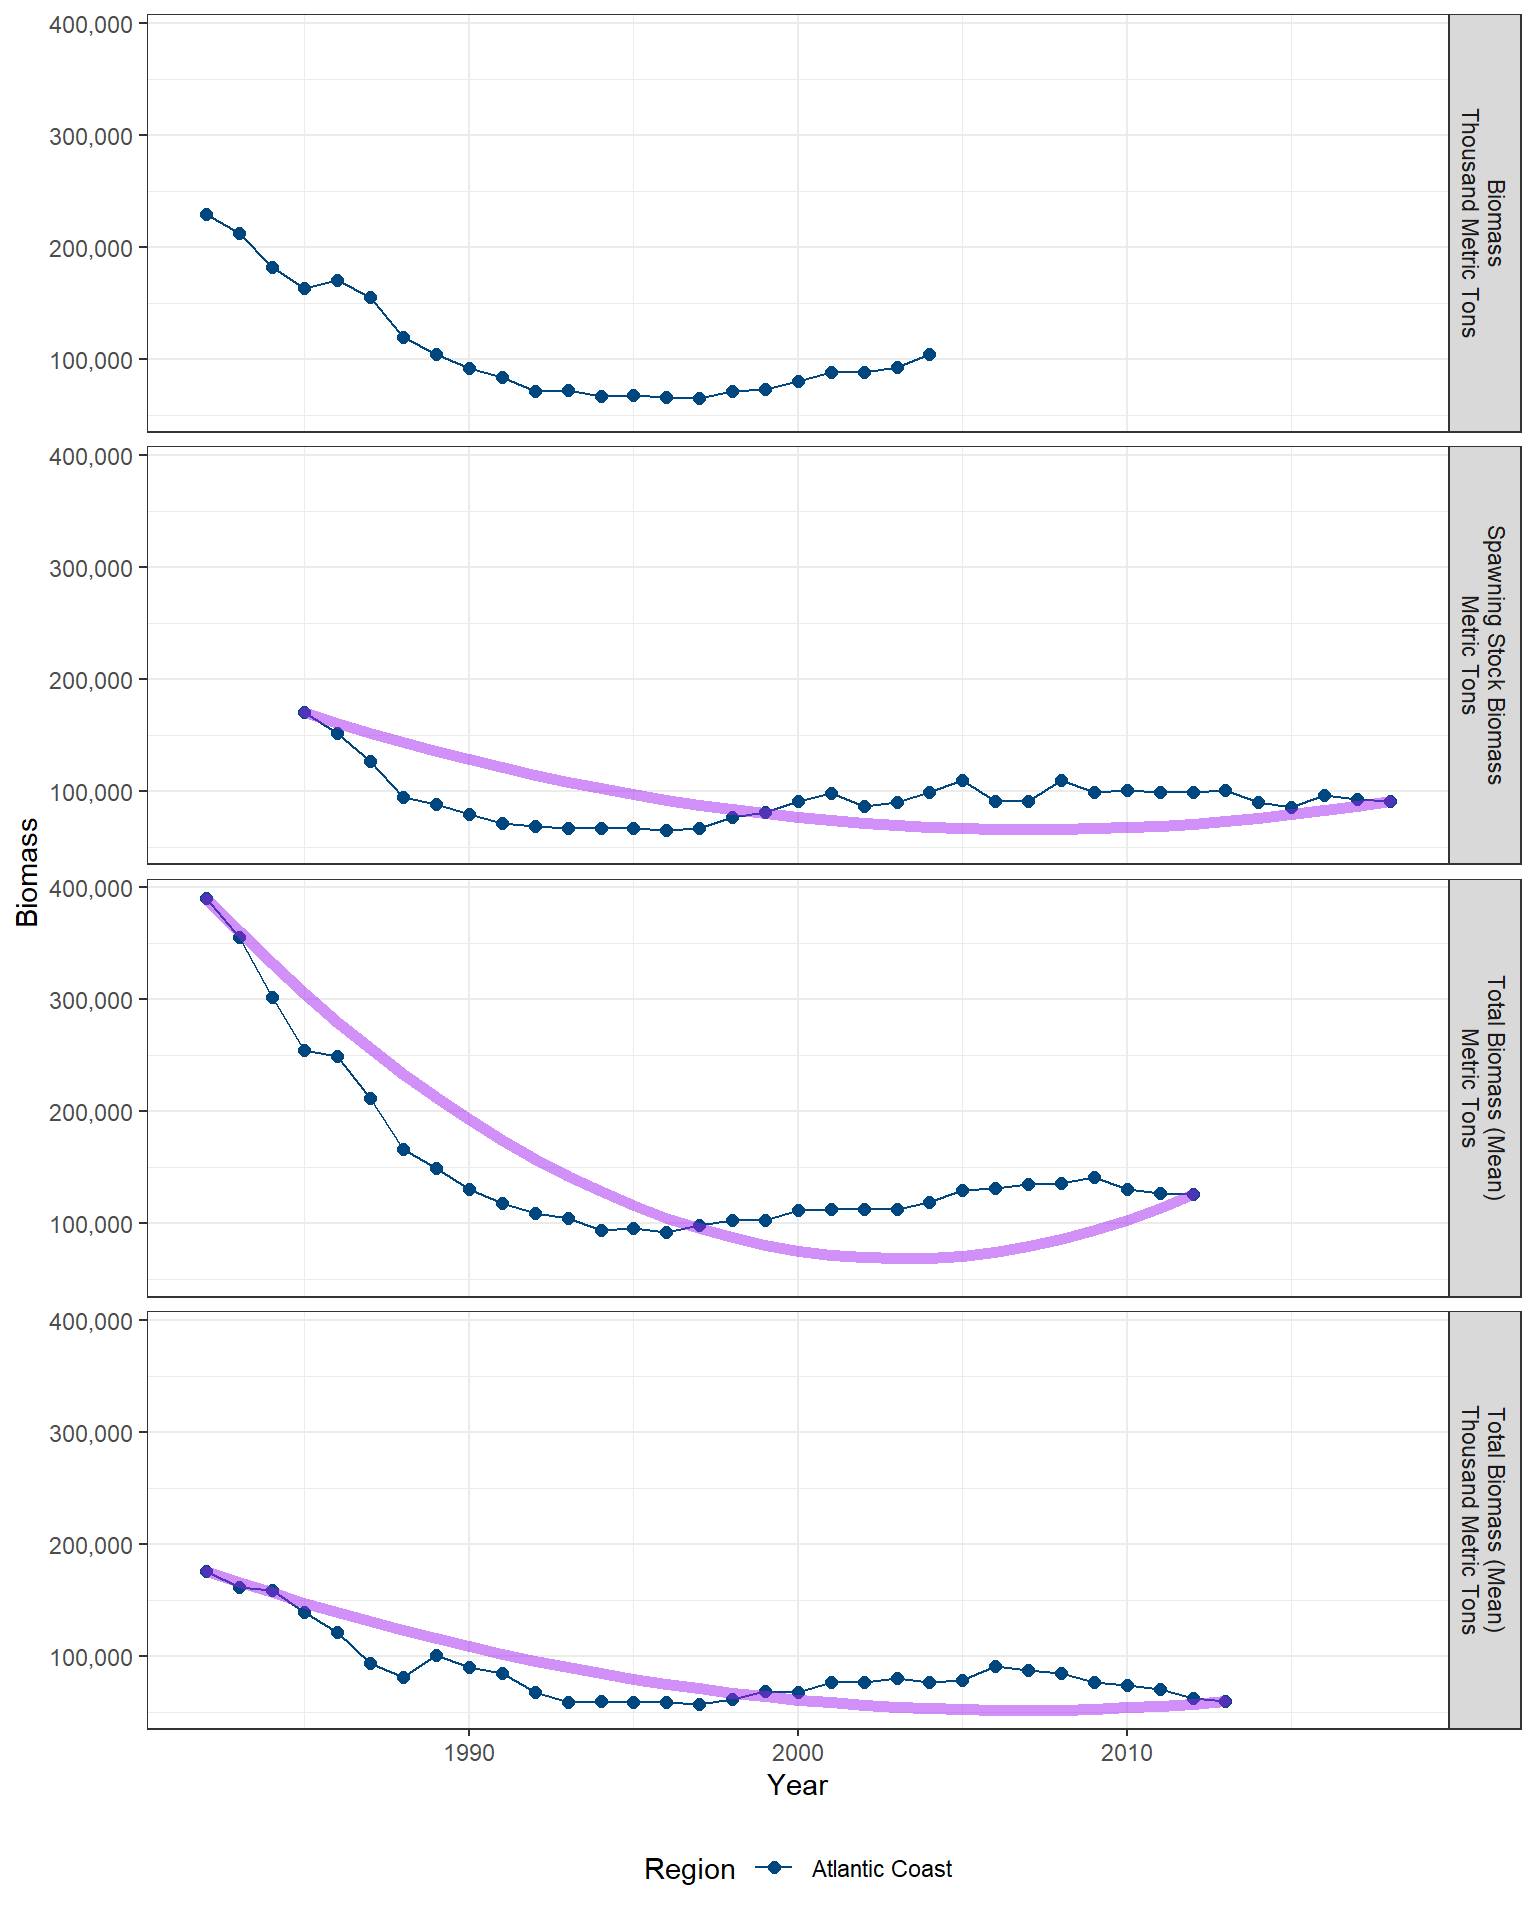 400,000
300,000
200,000
100,000
Biomass
Thousand Metric Tons
400,000
300,000
200,000
100,000
Spawning Stock Biomass
Metric Tons
400,000
300,000
200,000
100,000
Total Biomass (Mean)
Metric Tons
400,000
300,000
200,000
100,000
Total Biomass (Mean)
Thousand Metric Tons
Biomass
1990 2000 2010
Year
Region Atlantic Coast